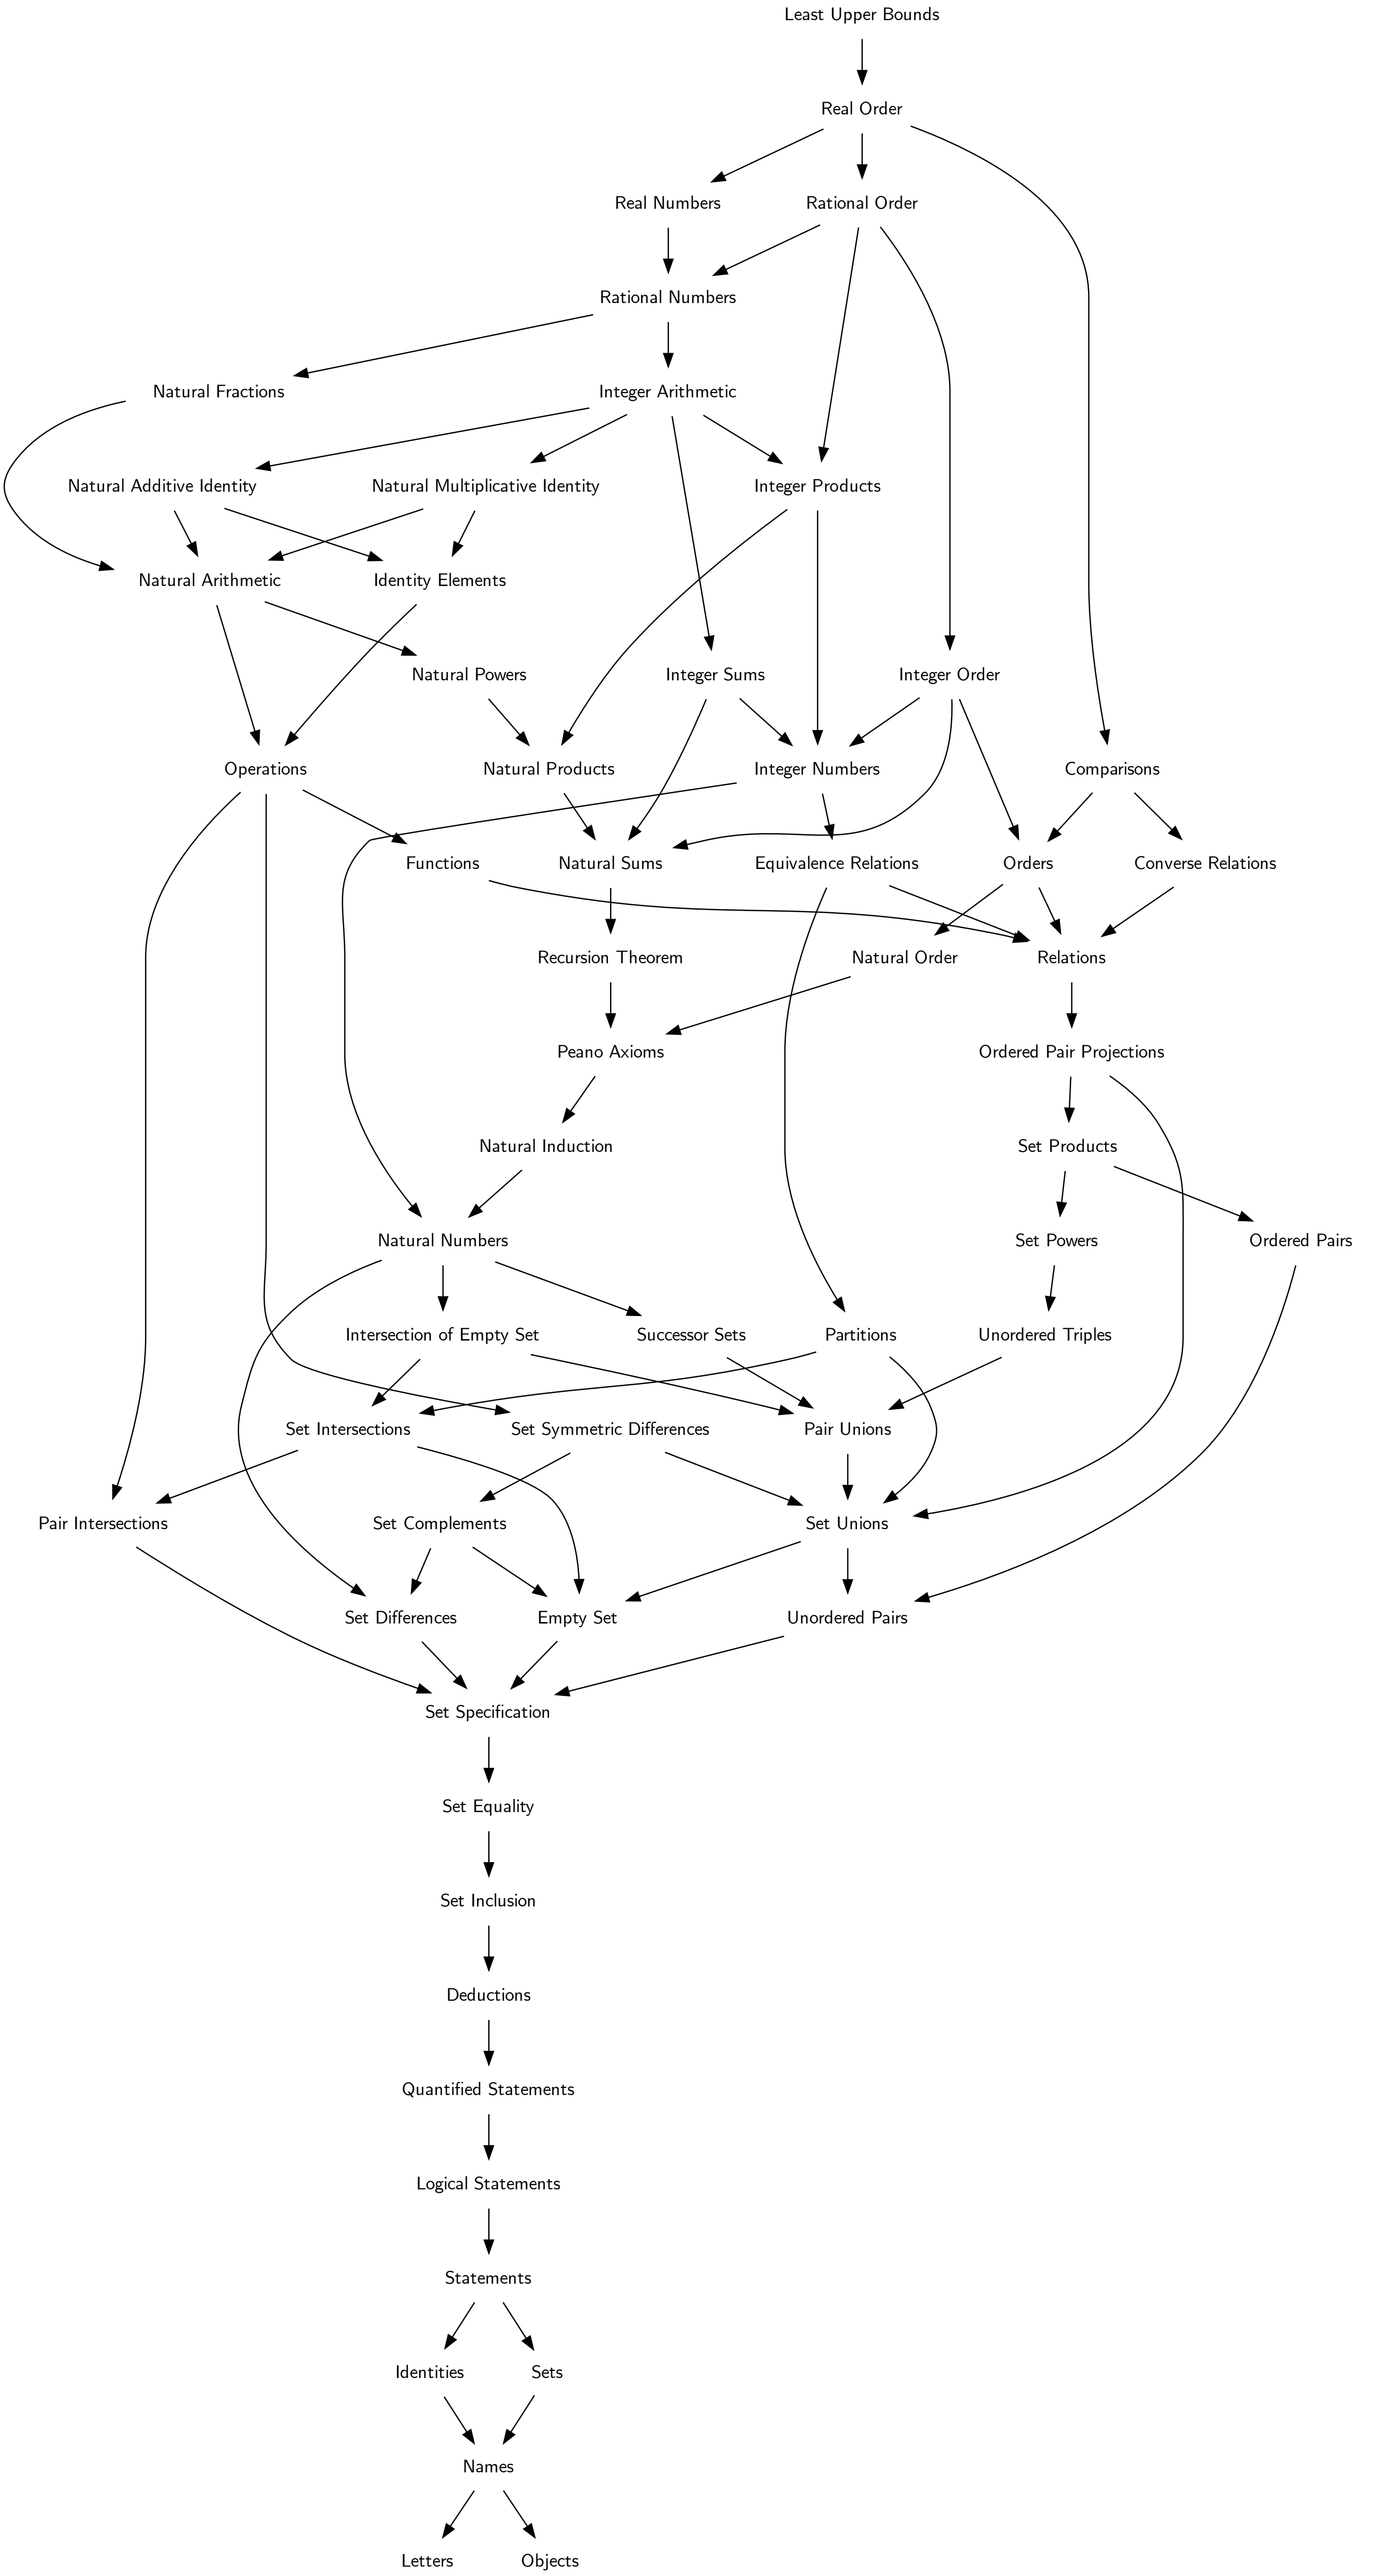 Least Upper Bounds
Real Order
Real Numbers
Rational Order
Rational Numbers
Natural Fractions
Integer Arithmetic
Natural Additive Identity
Natural Multiplicative Identity
Integer Products
Natural Arithmetic
Identity Elements
Natural Powers
Integer Sums
Integer Order
Operations
Natural Products
Integer Numbers
Comparisons
Functions
Natural Sums
Equivalence Relations
Orders
Converse Relations
Recursion Theorem
Natural Order
Relations
Peano Axioms
Ordered Pair Projections
Natural Induction
Set Products
Natural Numbers
Set Powers
Ordered Pairs
Intersection of Empty Set
Successor Sets
Partitions
Unordered Triples
Set Intersections
Set Symmetric Differences
Pair Unions
Pair Intersections
Set Complements
Set Unions
Set Differences
Empty Set
Unordered Pairs
Set Specification
Set Equality
Set Inclusion
Deductions
Quantified Statements
Logical Statements
Statements
Identities
Sets
Names
Letters
Objects